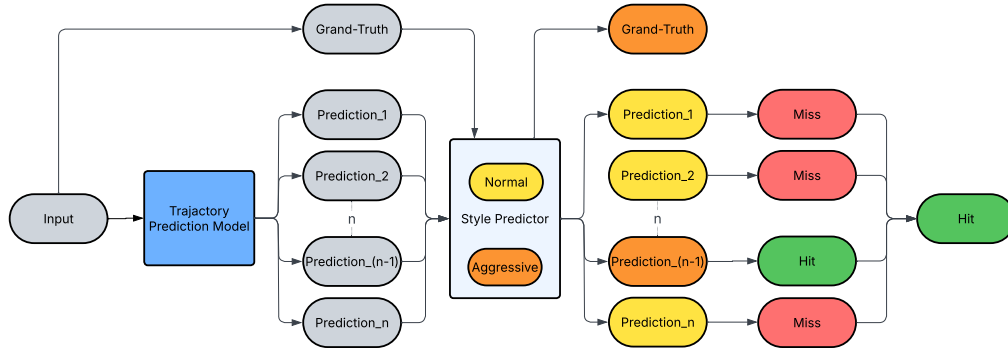 Grand-Truth
Grand-Truth
Prediction_1
Prediction_1
Miss
Prediction_2
Normal
Prediction_2
Miss
Input
Trajactory
Prediction Model
n
Style Predictor
n
Hit
Prediction_(n-1)
Aggressive
Prediction_(n-1)
Hit
Prediction_n
Prediction_n
Miss